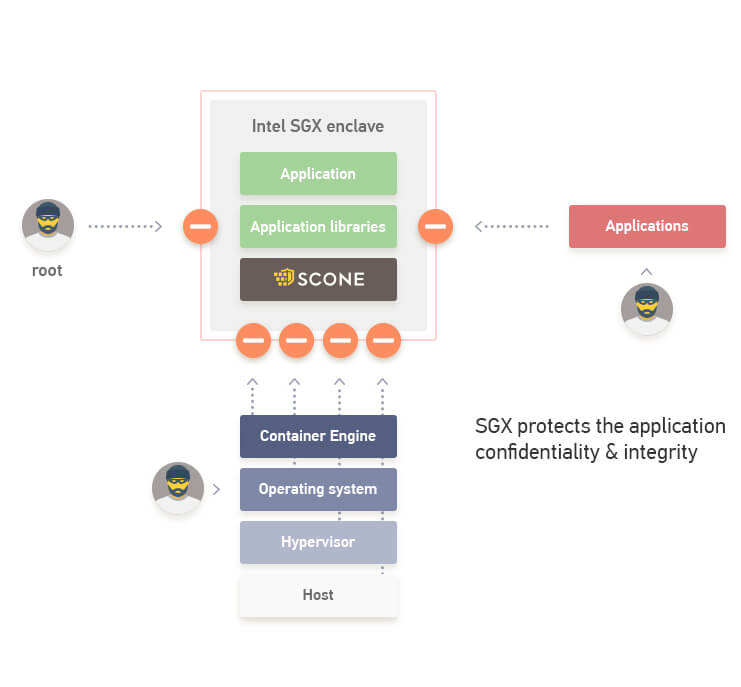 Intel SGX enclave
Application
Application libraries
SCONE
root
Applications
SGX protects the application
confidentiality & integrity
Container Engine
Operating system
Hypervisor
Host